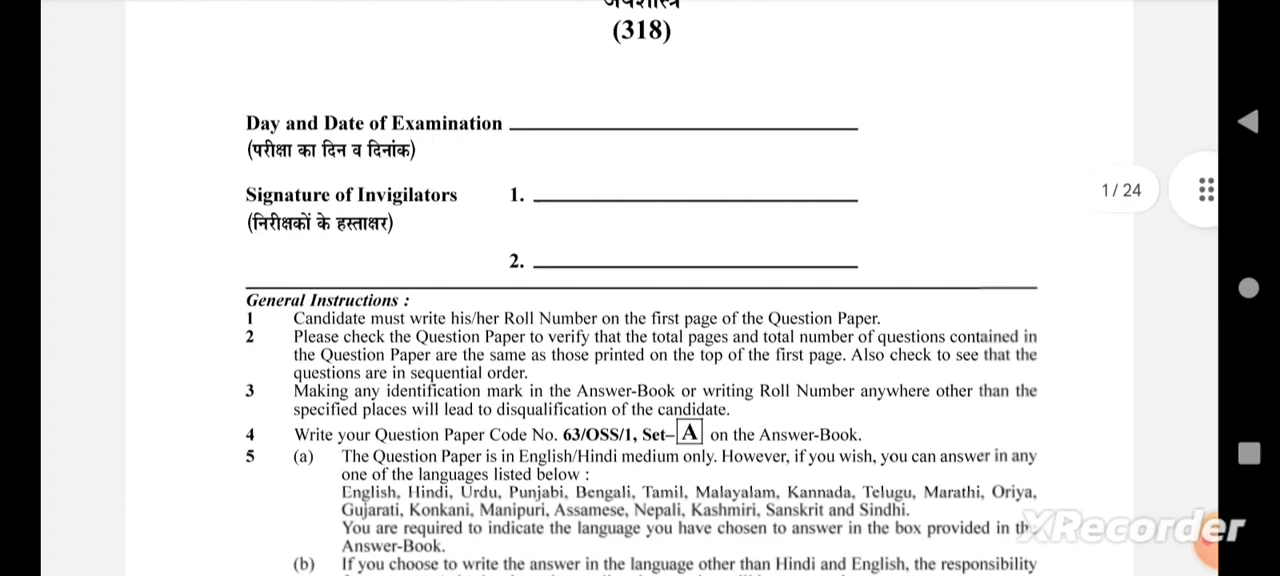 अर्थशास्त्र
(318)
Day and Date of Examination
(परीक्षा का दिन व दिनांक)
Signature of Invigilators 1.
(निरीक्षकों के हस्ताक्षर)
1 / 24
2.
General Instructions :
1 Candidate must write his/her Roll Number on the first page of the Question Paper.
2 Please check the Question Paper to verify that the total pages and total number of questions contained in
the Question Paper are the same as those printed on the top of the first page. Also check to see that the
questions are in sequential order.
3 Making any identification mark in the Answer-Book or writing Roll Number anywhere other than the
specified places will lead to disqualification of the candidate.
4 Write your Question Paper Code No. 63/OSS/1, Set– A on the Answer-Book.
5 (a) The Question Paper is in English/Hindi medium only. However, if you wish, you can answer in any
one of the languages listed below :
English, Hindi, Urdu, Punjabi, Bengali, Tamil, Malayalam, Kannada, Telugu, Marathi, Oriya,
Gujarati, Konkani, Manipuri, Assamese, Nepali, Kashmiri, Sanskrit and Sindhi.
You are required to indicate the language you have chosen to answer in the box provided in th
Answer-Book.
XRecorder
(b) If you choose to write the answer in the language other than Hindi and English, the responsibility